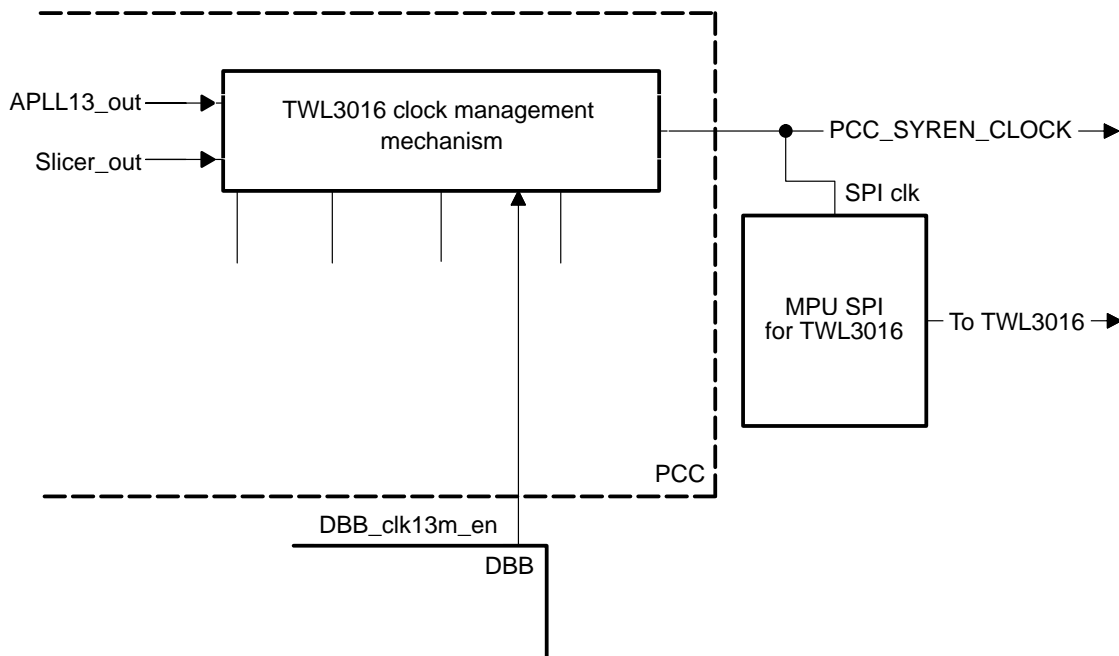 APLL13_out
TWL3016 clock management
mechanism
PCC_SYREN_CLOCK
Slicer_out
SPI clk
MPU SPI
for TWL3016
To TWL3016
PCC
DBB_clk13m_en
DBB